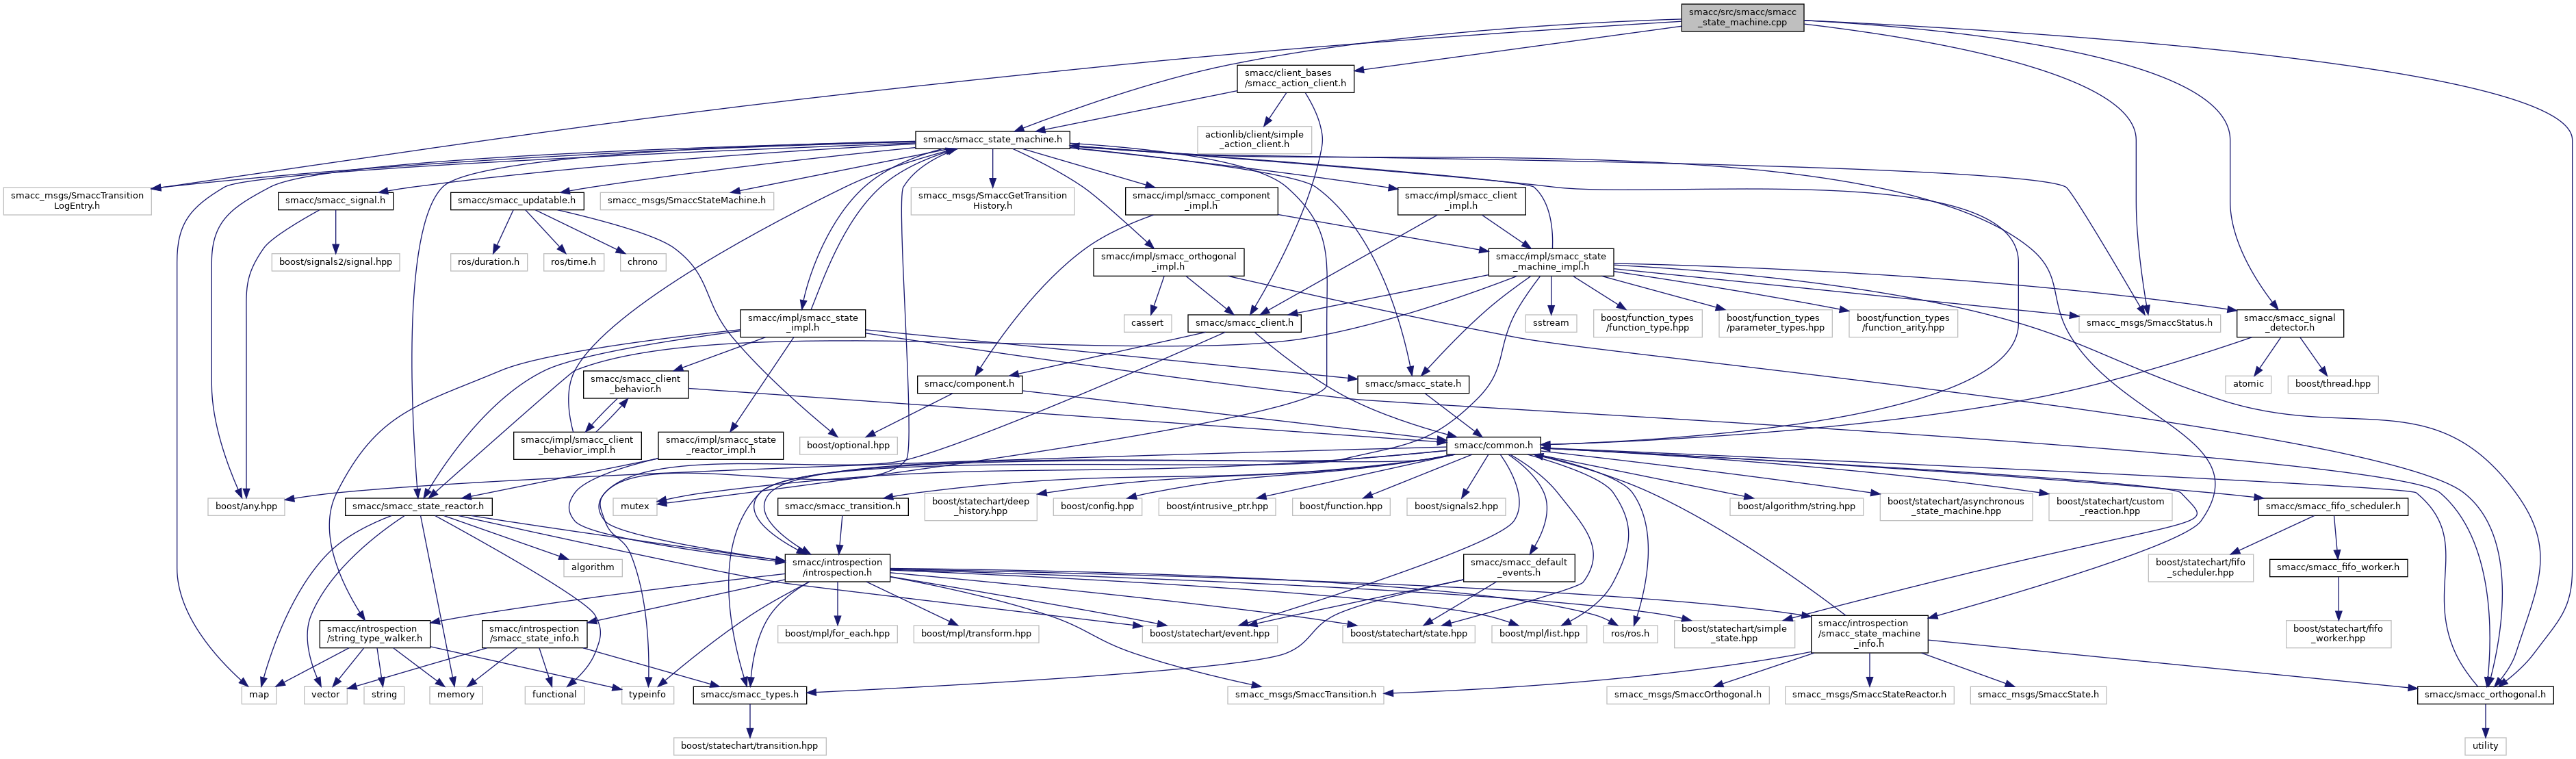 smacc/src/smacc/smacc
_state_machine.cpp
smacc/client_bases
/smacc_action_client.h
actionlib/client/simple
_action_client.h
smacc/smacc_state_machine.h
smacc_msgs/SmaccTransition
LogEntry.h
smacc/smacc_signal.h
smacc/smacc_updatable.h
smacc_msgs/SmaccStateMachine.h
smacc_msgs/SmaccGetTransition
History.h
smacc/impl/smacc_component
_impl.h
smacc/impl/smacc_client
_impl.h
boost/signals2/signal.hpp
ros/duration.h
ros/time.h
chrono
smacc/impl/smacc_orthogonal
_impl.h
smacc/impl/smacc_state
_machine_impl.h
smacc/impl/smacc_state
_impl.h
cassert
smacc/smacc_client.h
sstream
boost/function_types
/function_type.hpp
boost/function_types
/parameter_types.hpp
boost/function_types
/function_arity.hpp
smacc_msgs/SmaccStatus.h
smacc/smacc_signal
_detector.h
smacc/smacc_client
_behavior.h
smacc/component.h
smacc/smacc_state.h
atomic
boost/thread.hpp
smacc/impl/smacc_client
_behavior_impl.h
smacc/impl/smacc_state
_reactor_impl.h
boost/optional.hpp
smacc/common.h
boost/any.hpp
smacc/smacc_state_reactor.h
mutex
smacc/smacc_transition.h
boost/statechart/deep
_history.hpp
boost/config.hpp
boost/intrusive_ptr.hpp
boost/function.hpp
boost/signals2.hpp
boost/algorithm/string.hpp
boost/statechart/asynchronous
_state_machine.hpp
boost/statechart/custom
_reaction.hpp
smacc/smacc_fifo_scheduler.h
algorithm
smacc/introspection
/introspection.h
smacc/smacc_default
_events.h
boost/statechart/fifo
_scheduler.hpp
smacc/smacc_fifo_worker.h
smacc/introspection
/string_type_walker.h
smacc/introspection
/smacc_state_info.h
boost/mpl/for_each.hpp
boost/mpl/transform.hpp
boost/statechart/event.hpp
boost/statechart/state.hpp
boost/mpl/list.hpp
ros/ros.h
boost/statechart/simple
_state.hpp
smacc/introspection
/smacc_state_machine
_info.h
boost/statechart/fifo
_worker.hpp
map
vector
string
memory
functional
typeinfo
smacc/smacc_types.h
smacc_msgs/SmaccTransition.h
smacc_msgs/SmaccOrthogonal.h
smacc_msgs/SmaccStateReactor.h
smacc_msgs/SmaccState.h
smacc/smacc_orthogonal.h
boost/statechart/transition.hpp
utility